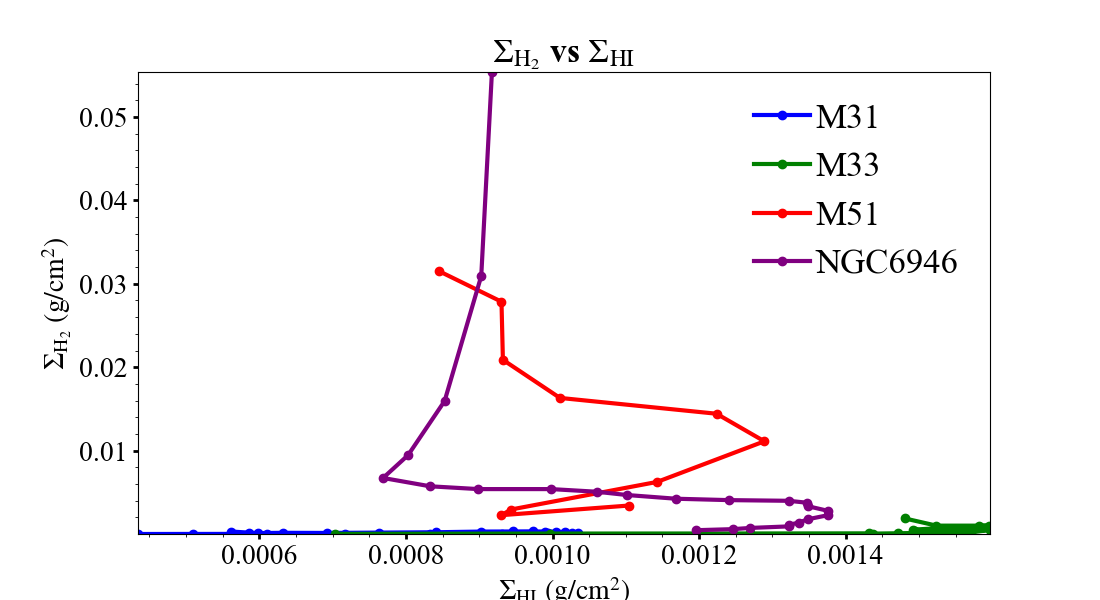 Σ_H₂ vs Σ_HI
M31
M33
M51
NGC6946
0.05
0.04
0.03
0.02
0.01
Σ_H₂ (g/cm²)
0.0006 0.0008 0.0010 0.0012 0.0014
Σ_HI (g/cm²)